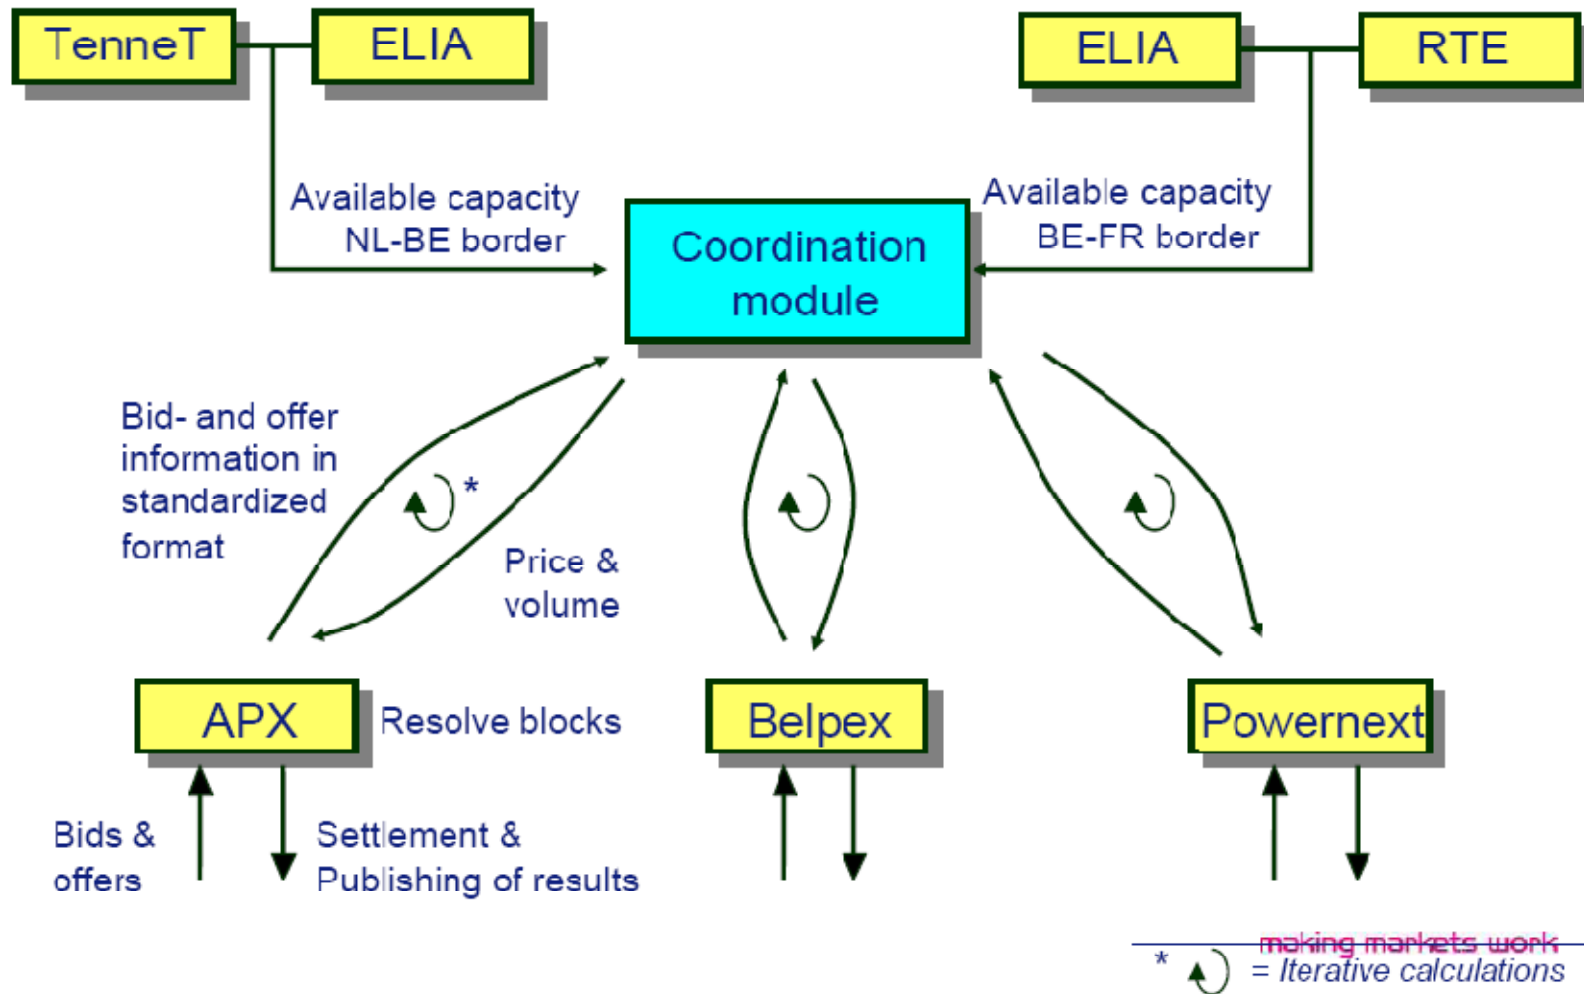 TenneT
ELIA
ELIA
RTE
Available capacity
NL-BE border
Available capacity
BE-FR border
Coordination
module
Bid- and offer
information in
standardized
format
*
Price &
volume
APX
Resolve blocks
Belpex
Powernext
Bids &
offers
Settlement &
Publishing of results
making markets work
* = Iterative calculations